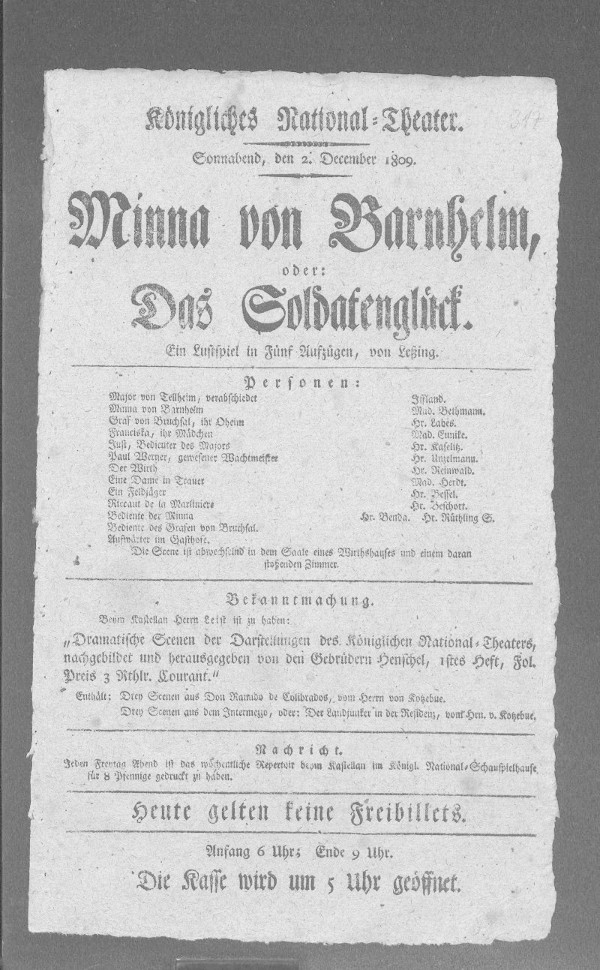 Königliches National-Theater.
Sonnabend, den 2. December 1809.
Minna von Barnhelm,
oder:
Das Soldatenglück.
Ein Lustspiel in Fünf Aufzügen, von Leßing.
Personen:
Major von Tellheim, verabschiedet Iffland.
Minna von Barnhelm Mad. Bethmann.
Graf von Bruchsal, ihr Oheim Hr. Labes.
Franciska, ihr Mädchen Mad. Eunike.
Just, Bedienter des Majors Hr. Kaselitz.
Paul Werner, gewesener Wachtmeister Hr. Unzelmann.
Der Wirth Hr. Reinwald.
Eine Dame in Trauer Mad. Herdt.
Ein Feldjäger Hr. Bessel.
Riccaut de la Marliniere Hr. Beschort.
Bediente der Minna Hr. Benda. Hr. Rüthling S.
Bediente des Grafen von Bruchsal.
Aufwärter im Gasthofe.
Die Scene ist abwechselnd in dem Saale eines Wirthshauses und einem daran
stoßenden Zimmer.
Bekanntmachung.
Beym Kastellan Herrn Leist ist zu haben:
„Dramatische Scenen der Darstellungen des Königlichen National-Theaters,
nachgebildet und herausgegeben von den Gebrüdern Henschel, 1stes Heft, Fol.
Preis 3 Rthlr. Courant.“
Enthält: Drey Scenen aus Don Ranudo de Colibrados, vom Herrn von Kotzebue.
Drey Scenen aus dem Intermezzo, oder: Der Landjunker in der Residenz, vom Hrn. v. Kotzebue.
Nachricht.
Jeden Freytag Abend ist das wöchentliche Repertoir beym Kastellan im Königl. National-Schauspielhause
für 8 Pfennige gedruckt zu haben.
Heute gelten keine Freibillets.
Anfang 6 Uhr; Ende 9 Uhr.
Die Kasse wird um 5 Uhr geöffnet.